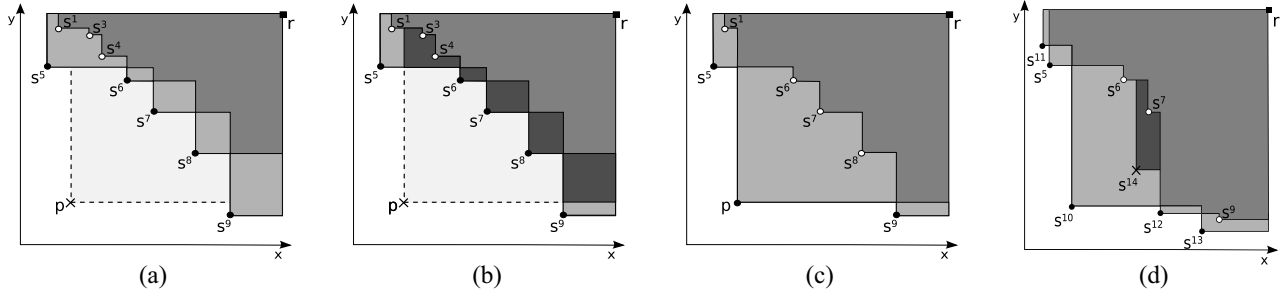 y
s¹
s³
s⁴
s⁵
s⁶
s⁷
s⁸
s⁹
p
r
x
(a)
y
s¹
s³
s⁴
s⁵
s⁶
s⁷
s⁸
s⁹
p
r
x
(b)
y
s¹
s⁵
s⁶
s⁷
s⁸
s⁹
p
r
x
(c)
y
r
s¹¹
s⁵
s⁶
s⁷
s¹⁴
s¹⁰
s¹²
s⁹
s¹³
x
(d)